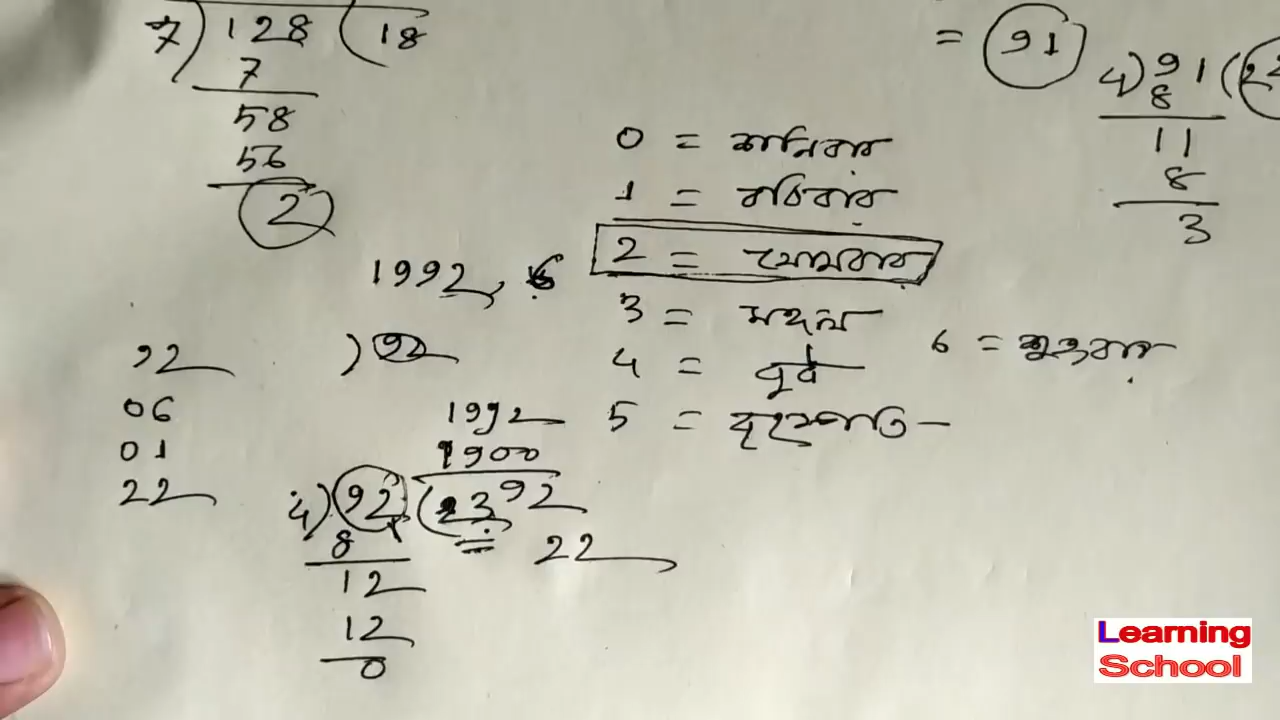 7) 128 ( 18
7
58
56
2
= 91
4) 91 ( 22
8
11
8
3
0 = শনিবার
1 = রবিবার
2 = সোমবার
3 = মঙ্গল
4 = বুধ
5 = বৃহস্পতি –
6 = শুক্রবার
1992, 6
) 92
92
06
01
22
1992
1900
92
4) 92 ( 23
8
12
12
0
22
Learning
School